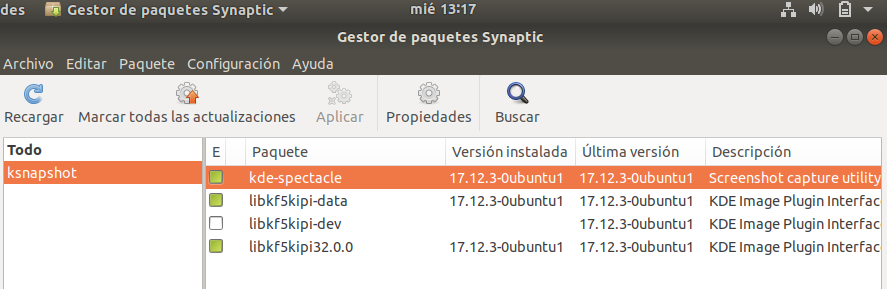 des Gestor de paquetes Synaptic mié 13:17
Gestor de paquetes Synaptic
Archivo Editar Paquete Configuración Ayuda
Recargar Marcar todas las actualizaciones Aplicar Propiedades Buscar
Todo
ksnapshot
E Paquete Versión instalada Última versión Descripción
kde-spectacle 17.12.3-0ubuntu1 17.12.3-0ubuntu1 Screenshot capture utility
libkf5kipi-data 17.12.3-0ubuntu1 17.12.3-0ubuntu1 KDE Image Plugin Interfac
libkf5kipi-dev 17.12.3-0ubuntu1 KDE Image Plugin Interfac
libkf5kipi32.0.0 17.12.3-0ubuntu1 17.12.3-0ubuntu1 KDE Image Plugin Interfac